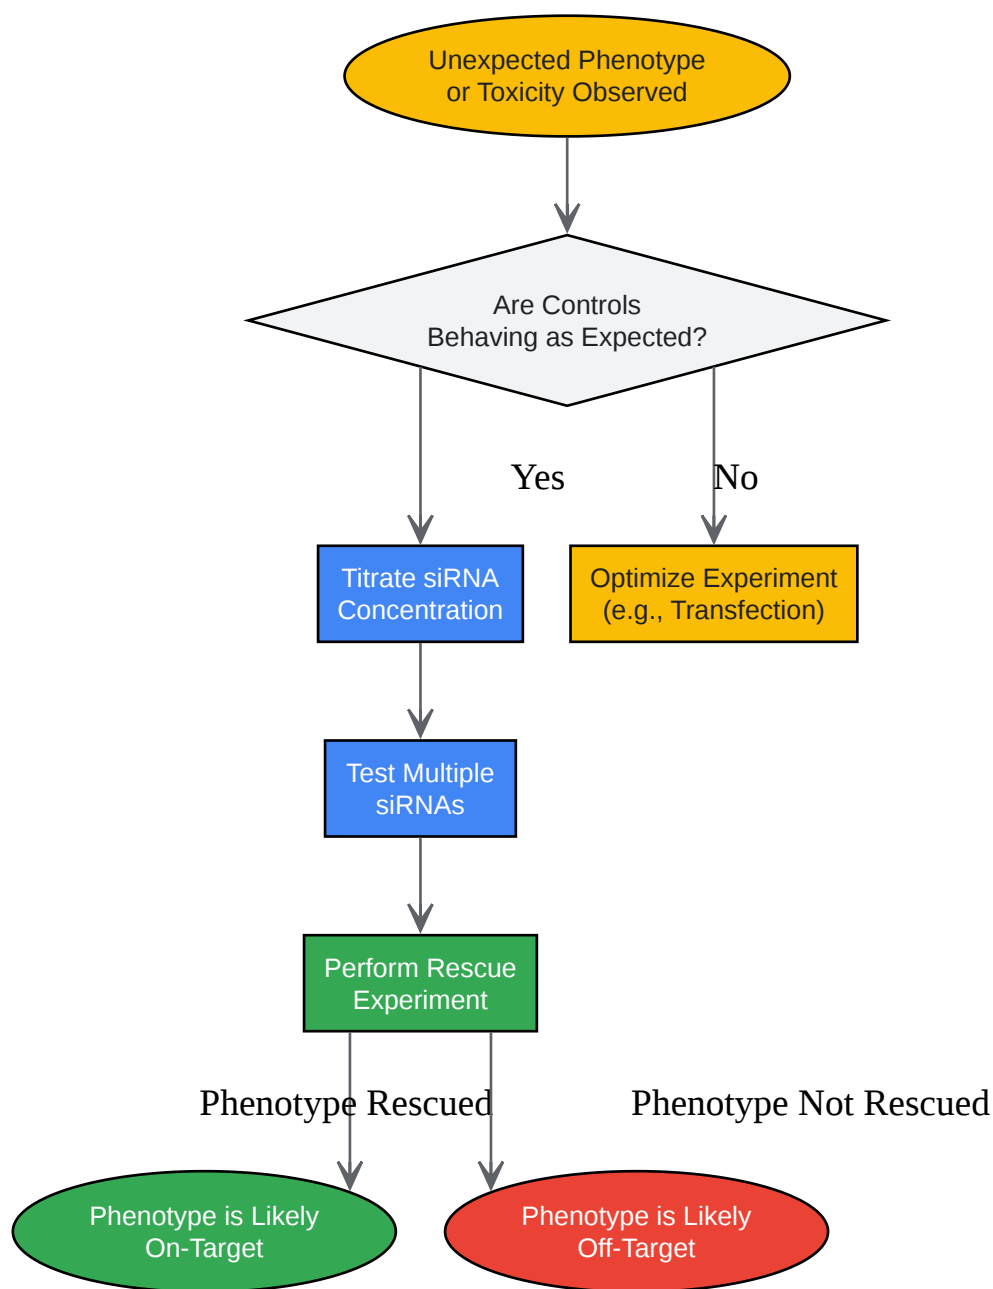 Unexpected Phenotype
or Toxicity Observed
Are Controls
Behaving as Expected?
Yes
No
Titrate siRNA
Concentration
Optimize Experiment
(e.g., Transfection)
Test Multiple
siRNAs
Perform Rescue
Experiment
Phenotype Rescued
Phenotype Not Rescued
Phenotype is Likely
On-Target
Phenotype is Likely
Off-Target